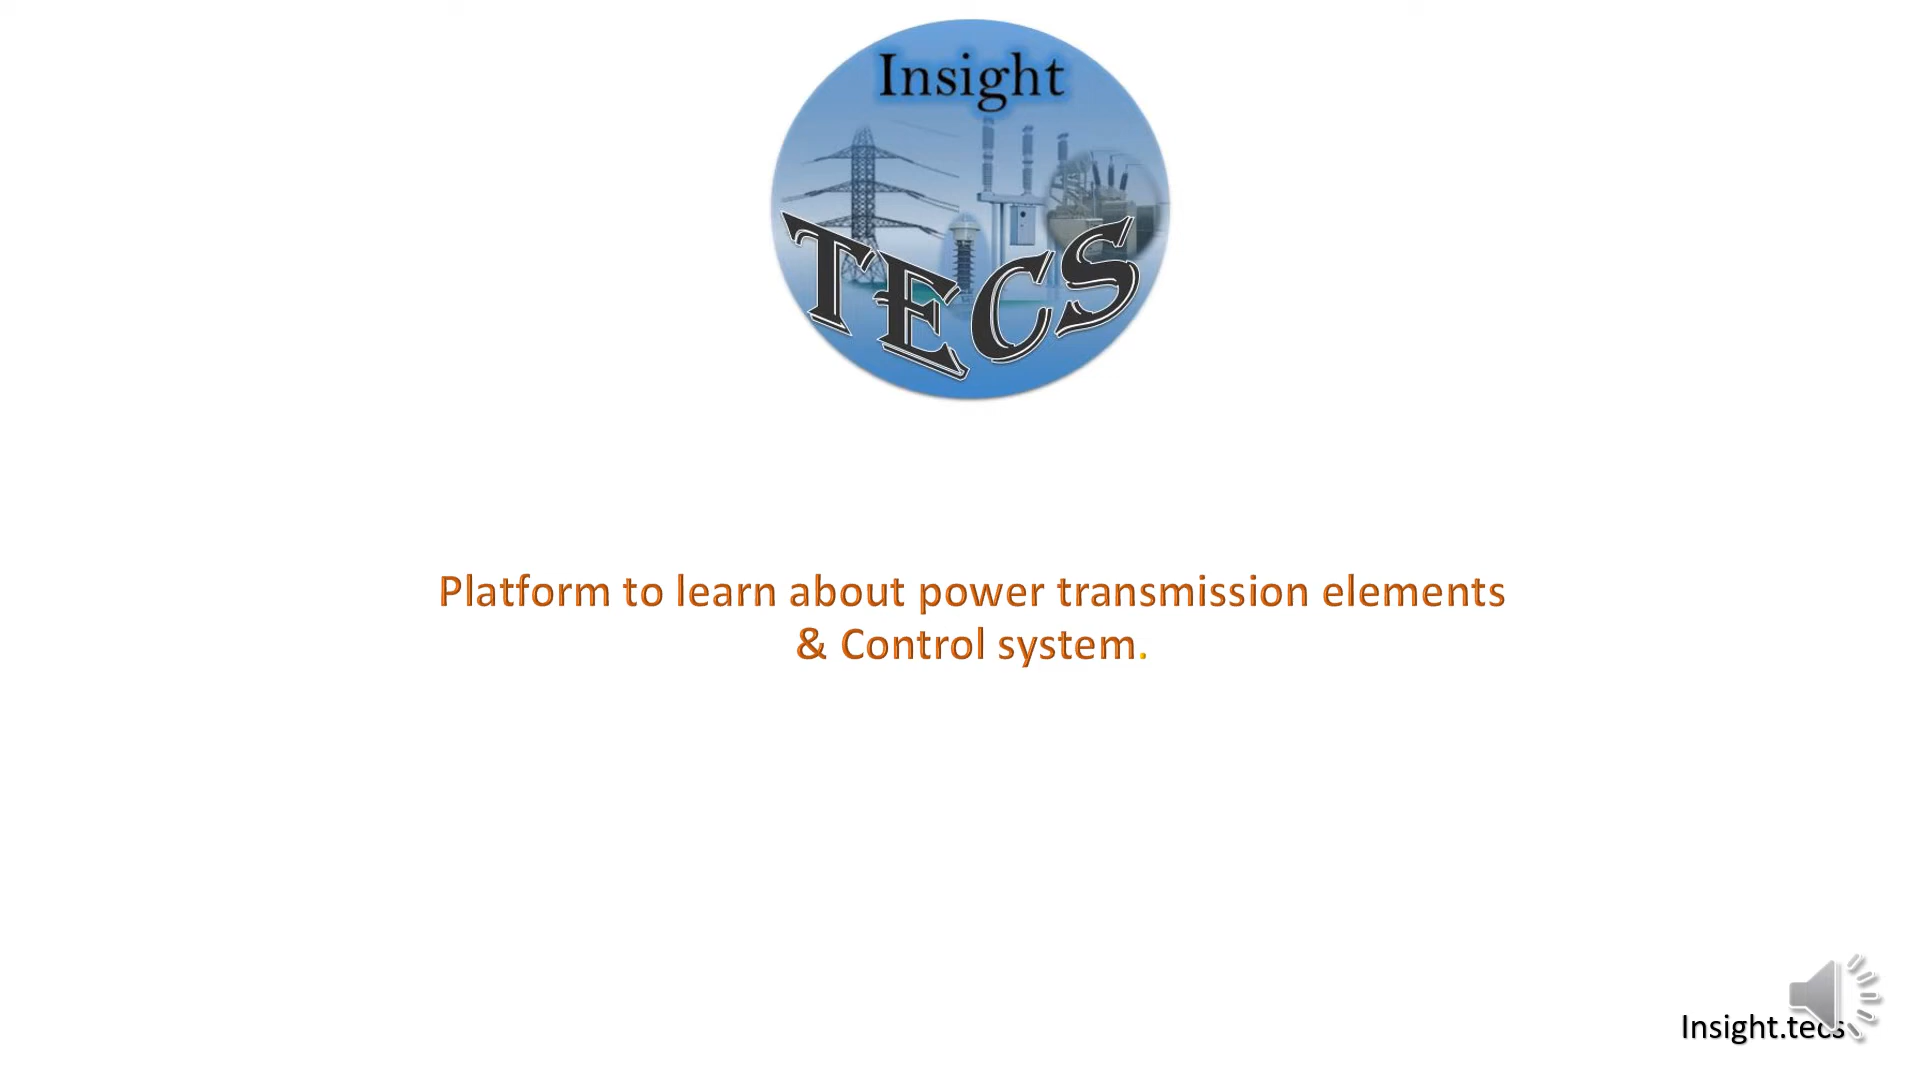 Insight
TECS
Platform to learn about power transmission elements
& Control system.
Insight.tecs